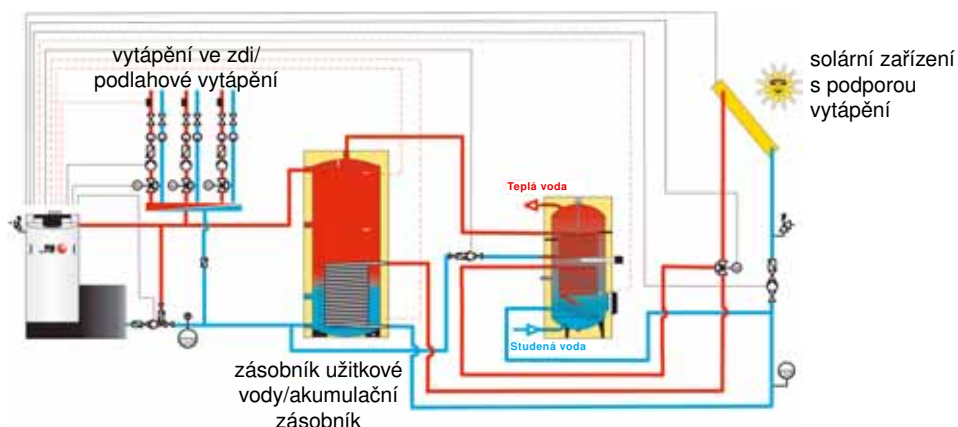 vytápění ve zdi/
podlahové vytápění
solární zařízení
s podporou
vytápění
Teplá voda
Studená voda
zásobník užitkové
vody/akumulační
zásobník